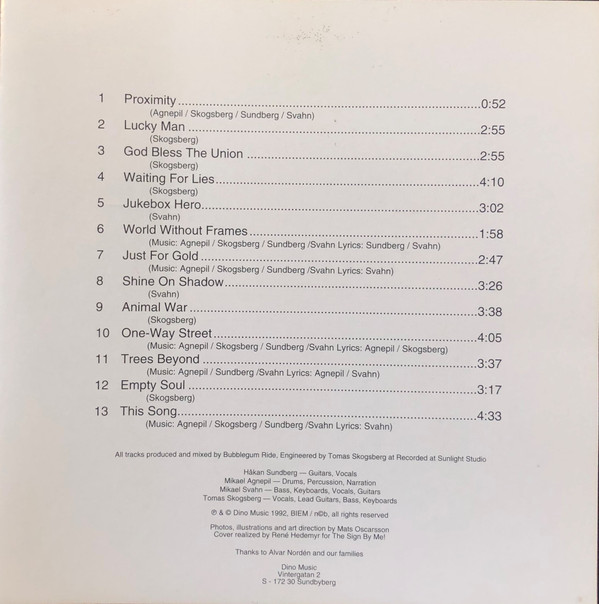 1 Proximity 0:52
(Agnepil / Skogsberg / Sundberg / Svahn)
2 Lucky Man 2:55
(Skogsberg)
3 God Bless The Union 2:55
(Skogsberg)
4 Waiting For Lies 4:10
(Skogsberg)
5 Jukebox Hero 3:02
(Svahn)
6 World Without Frames 1:58
(Music: Agnepil / Skogsberg / Sundberg /Svahn Lyrics: Sundberg / Svahn)
7 Just For Gold 2:47
(Music: Agnepil / Skogsberg / Sundberg /Svahn Lyrics: Svahn)
8 Shine On Shadow 3:26
(Svahn)
9 Animal War 3:38
(Skogsberg)
10 One-Way Street 4:05
(Music: Agnepil / Skogsberg / Sundberg /Svahn Lyrics: Agnepil / Skogsberg)
11 Trees Beyond 3:37
(Music: Agnepil / Sundberg /Svahn Lyrics: Agnepil / Svahn)
12 Empty Soul 3:17
(Skogsberg)
13 This Song 4:33
(Music: Agnepil / Skogsberg / Sundberg /Svahn Lyrics: Svahn)
All tracks produced and mixed by Bubblegum Ride, Engineered by Tomas Skogsberg at Recorded at Sunlight Studio
Håkan Sundberg — Guitars, Vocals
Mikael Agnepil — Drums, Percussion, Narration
Mikael Svahn — Bass, Keyboards, Vocals, Guitars
Tomas Skogsberg — Vocals, Lead Guitars, Bass, Keyboards
℗ & © Dino Music 1992, BIEM / n©b, all rights reserved
Photos, illustrations and art direction by Mats Oscarsson
Cover realized by René Hedemyr for The Sign By Me!
Thanks to Alvar Nordén and our families
Dino Music
Vintergatan 2
S - 172 30 Sundbyberg